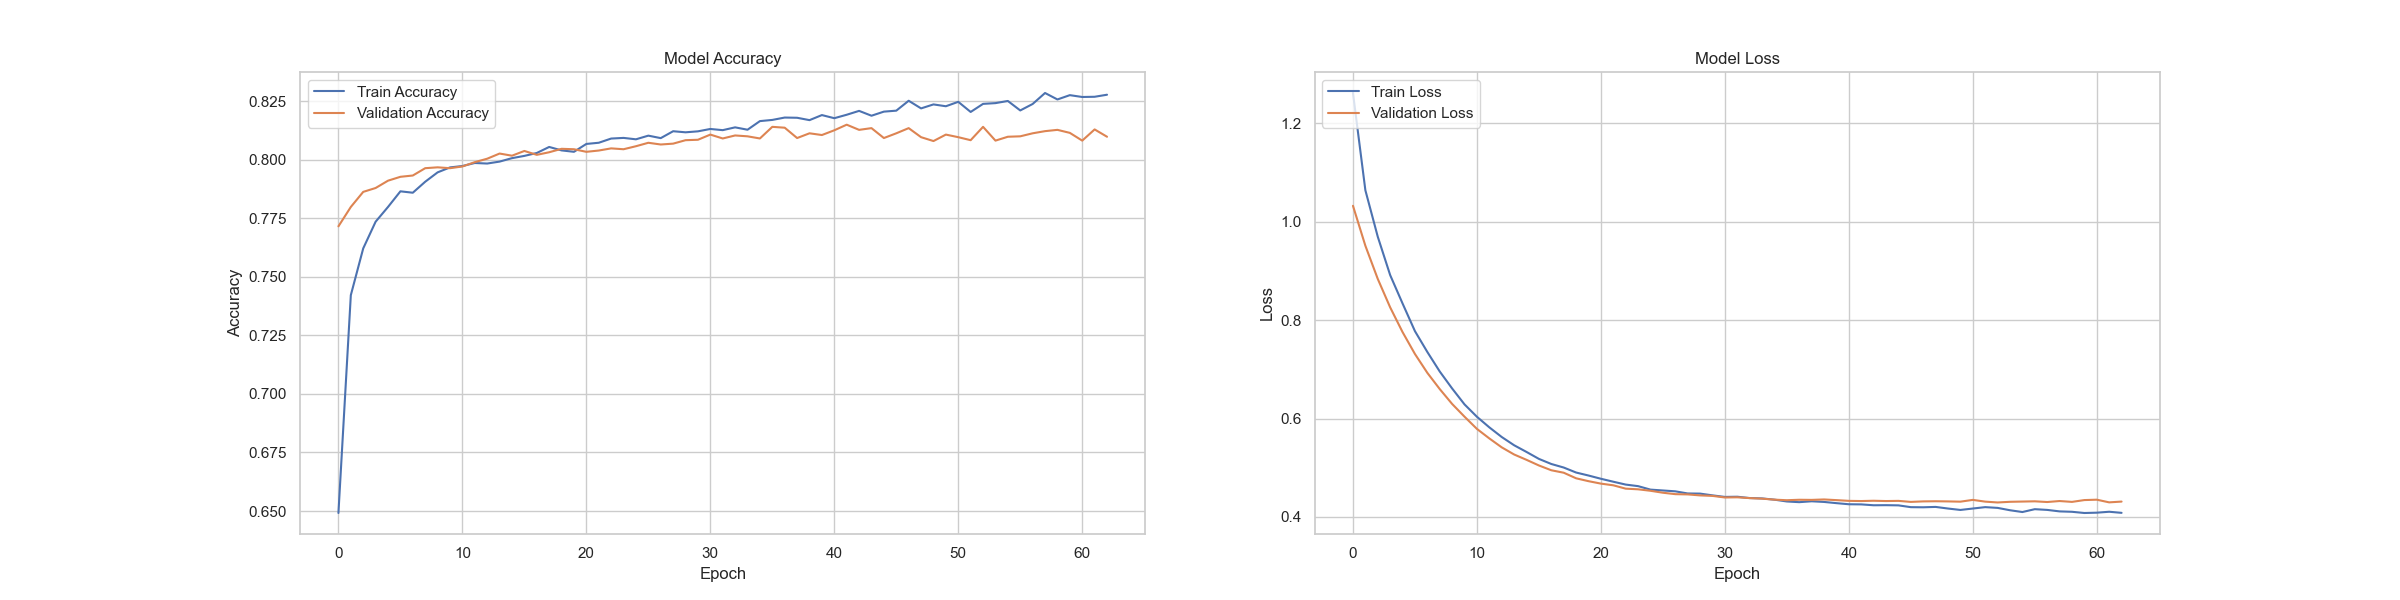 Model Accuracy
Train Accuracy
Validation Accuracy
0.825
0.800
0.775
0.750
0.725
0.700
0.675
0.650
Accuracy
0 10 20 30 40 50 60
Epoch
Model Loss
Train Loss
Validation Loss
1.2
1.0
0.8
0.6
0.4
Loss
0 10 20 30 40 50 60
Epoch